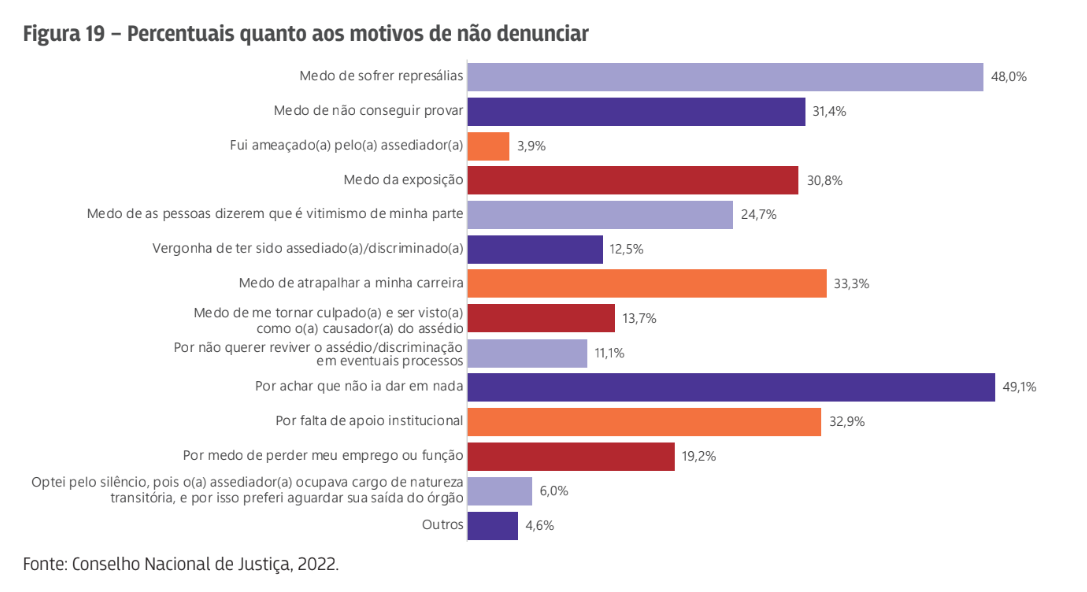 Figura 19 – Percentuais quanto aos motivos de não denunciar
Medo de sofrer represálias 48,0%
Medo de não conseguir provar 31,4%
Fui ameaçado(a) pelo(a) assediador(a) 3,9%
Medo da exposição 30,8%
Medo de as pessoas dizerem que é vitimismo de minha parte 24,7%
Vergonha de ter sido assediado(a)/discriminado(a) 12,5%
Medo de atrapalhar a minha carreira 33,3%
Medo de me tornar culpado(a) e ser visto(a)
como o(a) causador(a) do assédio 13,7%
Por não querer reviver o assédio/discriminação
em eventuais processos 11,1%
Por achar que não ia dar em nada 49,1%
Por falta de apoio institucional 32,9%
Por medo de perder meu emprego ou função 19,2%
Optei pelo silêncio, pois o(a) assediador(a) ocupava cargo de natureza
transitória, e por isso preferi aguardar sua saída do órgão 6,0%
Outros 4,6%
Fonte: Conselho Nacional de Justiça, 2022.